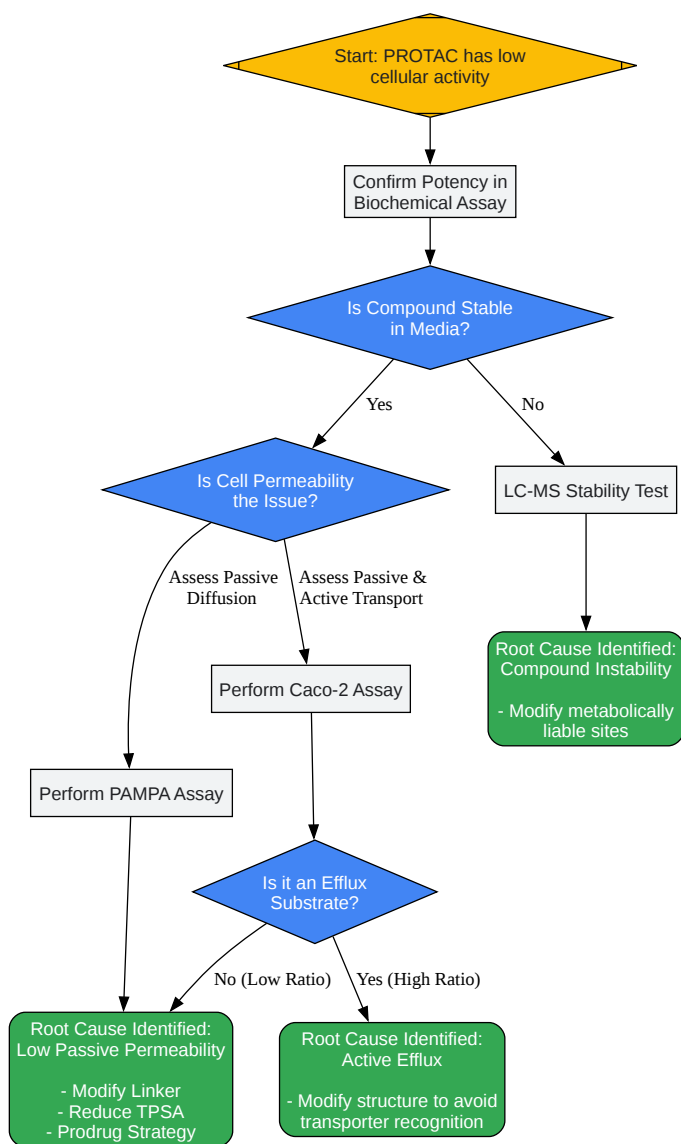 Start: PROTAC has low
cellular activity
Confirm Potency in
Biochemical Assay
Is Compound Stable
in Media?
Yes
No
Is Cell Permeability
the Issue?
LC-MS Stability Test
Assess Passive
Diffusion
Assess Passive &
Active Transport
Root Cause Identified:
Compound Instability
- Modify metabolically
liable sites
Perform Caco-2 Assay
Perform PAMPA Assay
Is it an Efflux
Substrate?
No (Low Ratio)
Yes (High Ratio)
Root Cause Identified:
Low Passive Permeability
- Modify Linker
- Reduce TPSA
- Prodrug Strategy
Root Cause Identified:
Active Efflux
- Modify structure to avoid
transporter recognition